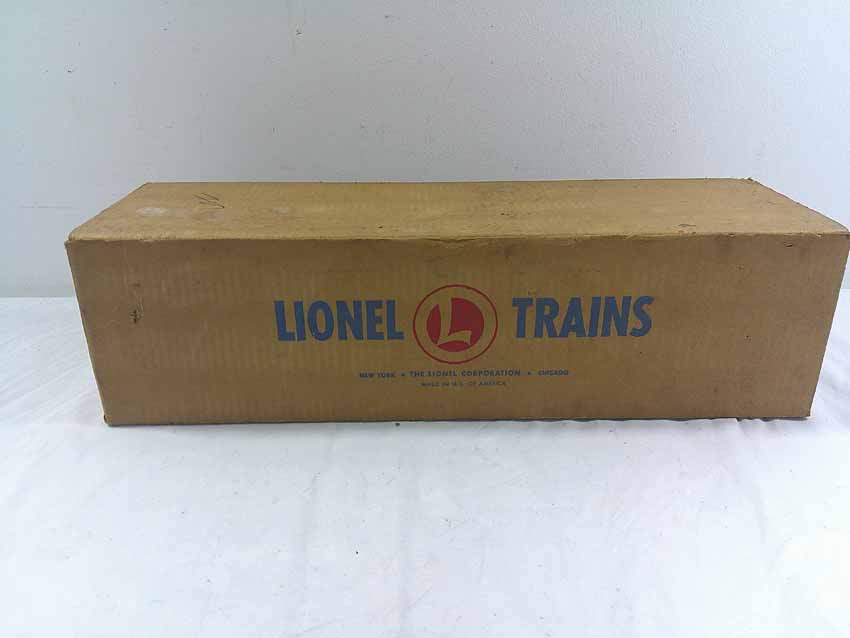 LIONEL L TRAINS
NEW YORK • THE LIONEL CORPORATION • CHICAGO
MADE IN U.S. OF AMERICA